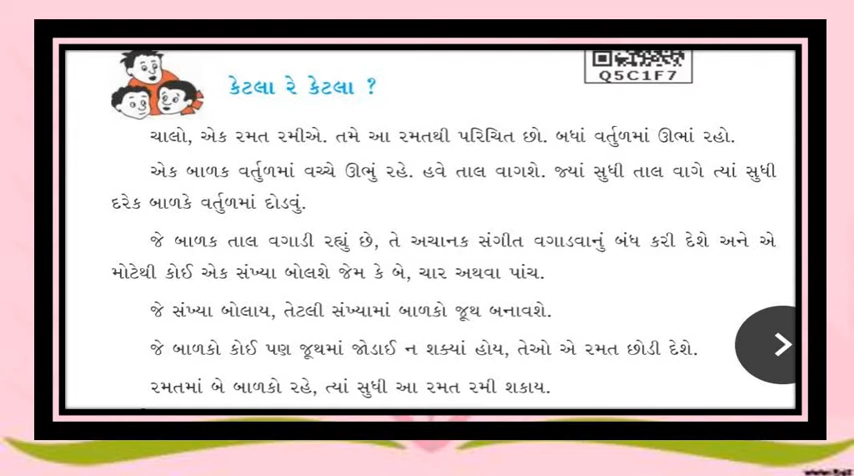 Q5C1F7
કેટલા રે કેટલા ?
ચાલો, એક રમત રમીએ. તમે આ રમતથી પરિચિત છો. બધાં વર્તુળમાં ઊભાં રહો.
એક બાળક વર્તુળમાં વચ્ચે ઊભું રહે. હવે તાલ વાગશે. જ્યાં સુધી તાલ વાગે ત્યાં સુધી
દરેક બાળકે વર્તુળમાં દોડવું.
જે બાળક તાલ વગાડી રહ્યું છે, તે અચાનક સંગીત વગાડવાનું બંધ કરી દેશે અને એ
મોટેથી કોઈ એક સંખ્યા બોલશે જેમ કે બે, ચાર અથવા પાંચ.
જે સંખ્યા બોલાય, તેટલી સંખ્યામાં બાળકો જૂથ બનાવશે.
જે બાળકો કોઈ પણ જૂથમાં જોડાઈ ન શક્યાં હોય, તેઓ એ રમત છોડી દેશે.
રમતમાં બે બાળકો રહે, ત્યાં સુધી આ રમત રમી શકાય.